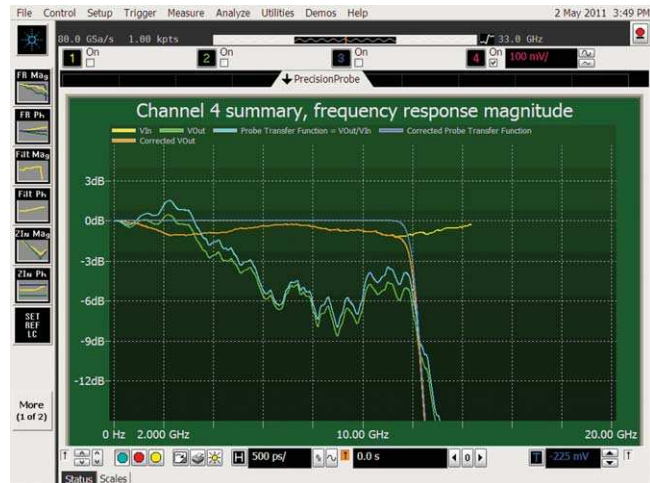 File Control Setup Trigger Measure Analyze Utilities Demos Help 2 May 2011 3:49 PM
80.0 GSa/s 1.00 kpts 33.0 GHz
1 On 2 On 3 On 4 On 100 mV/
PrecisionProbe
FR Mag
FR Ph
Filt Mag
Filt Ph
ZIn Mag
ZIn Ph
SET
REF
LC
More
(1 of 2)
Channel 4 summary, frequency response magnitude
VIn VOut Probe Transfer Function = VOut/VIn Corrected Probe Transfer Function
Corrected VOut
3dB
0dB
-3dB
-6dB
-9dB
-12dB
0 Hz 2.000 GHz 10.00 GHz 20.00 GHz
H 500 ps/ 0.0 s 0 T -225 mV
Status Scales